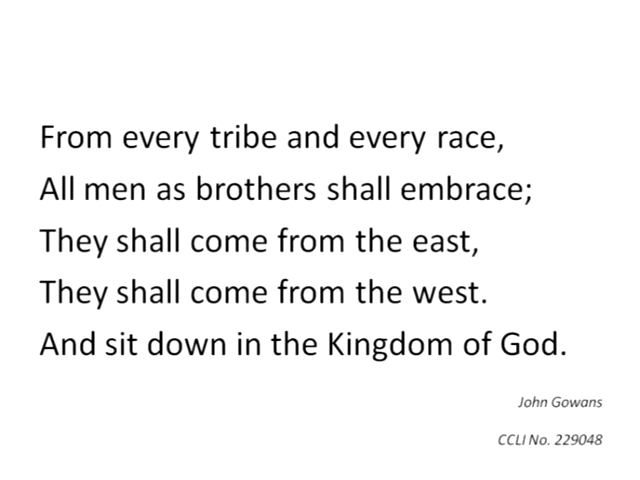 From every tribe and every race,
All men as brothers shall embrace;
They shall come from the east,
They shall come from the west.
And sit down in the Kingdom of God.
John Gowans
CCLI No. 229048